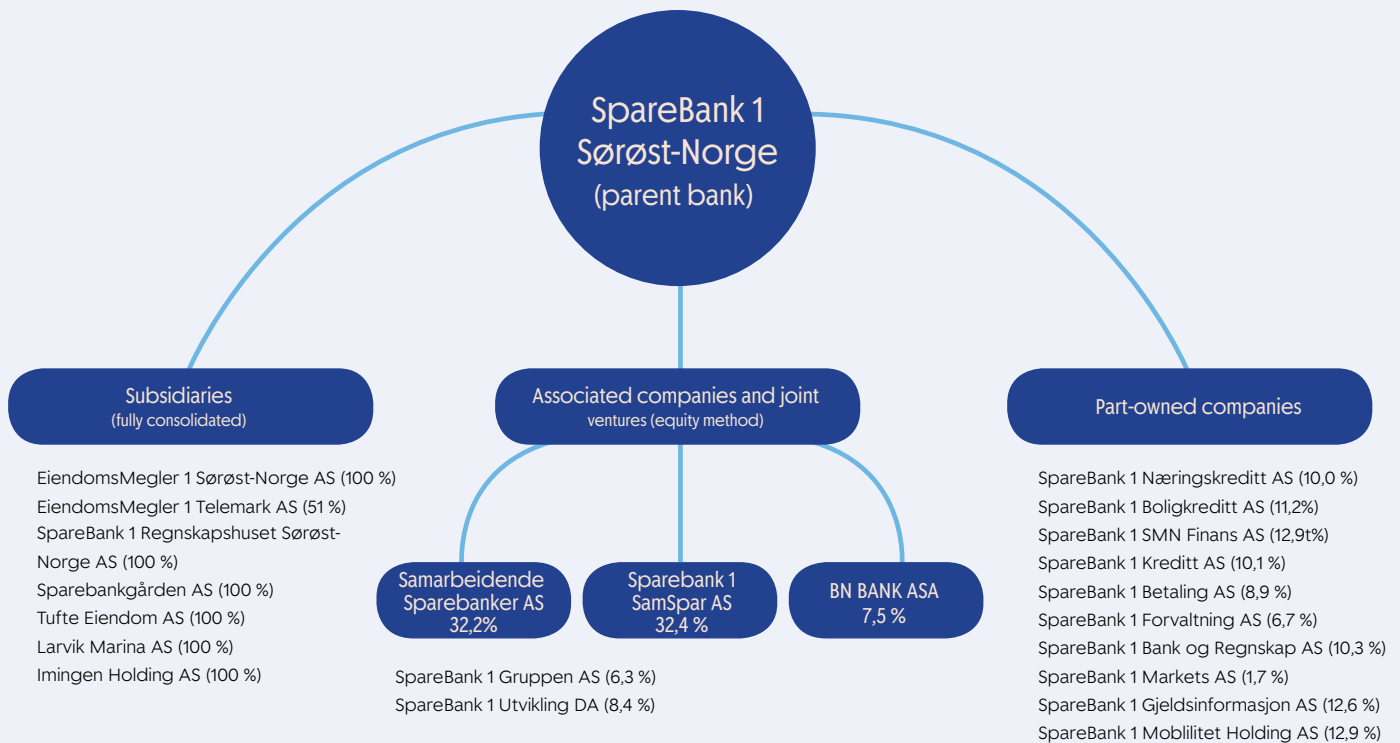 SpareBank 1
Sørøst-Norge
(parent bank)
Subsidiaries
(fully consolidated)
EiendomsMegler 1 Sørøst-Norge AS (100 %)
EiendomsMegler 1 Telemark AS (51 %)
SpareBank 1 Regnskapshuset Sørøst-
Norge AS (100 %)
Sparebankgården AS (100 %)
Tufte Eiendom AS (100 %)
Larvik Marina AS (100 %)
Imingen Holding AS (100 %)
Associated companies and joint
ventures (equity method)
Samarbeidende
Sparebanker AS
32,2%
Sparebank 1
SamSpar AS
32,4 %
BN BANK ASA
7,5 %
SpareBank 1 Gruppen AS (6,3 %)
SpareBank 1 Utvikling DA (8,4 %)
Part-owned companies
SpareBank 1 Næringskreditt AS (10,0 %)
SpareBank 1 Boligkreditt AS (11,2%)
SpareBank 1 SMN Finans AS (12,9t%)
SpareBank 1 Kreditt AS (10,1 %)
SpareBank 1 Betaling AS (8,9 %)
SpareBank 1 Forvaltning AS (6,7 %)
SpareBank 1 Bank og Regnskap AS (10,3 %)
SpareBank 1 Markets AS (1,7 %)
SpareBank 1 Gjeldsinformasjon AS (12,6 %)
SpareBank 1 Moblilitet Holding AS (12,9 %)